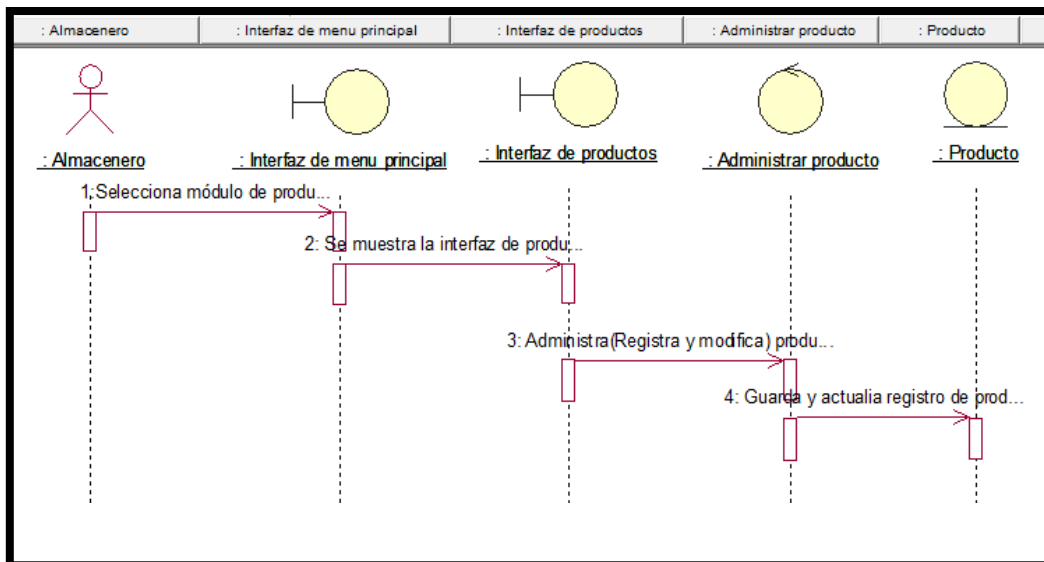 : Almacenero
: Interfaz de menu principal
: Interfaz de productos
: Administrar producto
: Producto
: Almacenero
: Interfaz de menu principal
: Interfaz de productos
: Administrar producto
: Producto
1: Selecciona módulo de produ...
2: Se muestra la interfaz de produ...
3: Administra(Registra y modifica) produ...
4: Guarda y actualia registro de prod...